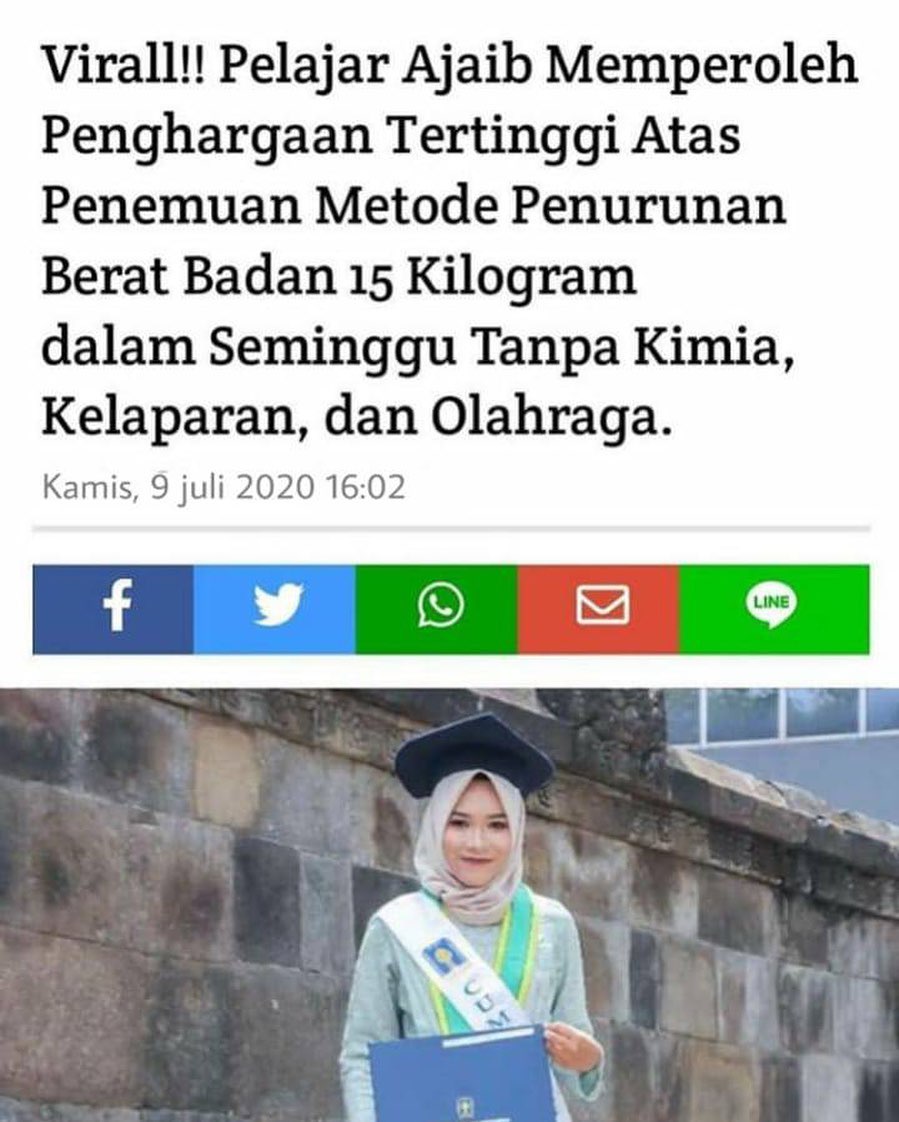 Virall!! Pelajar Ajaib Memperoleh
Penghargaan Tertinggi Atas
Penemuan Metode Penurunan
Berat Badan 15 Kilogram
dalam Seminggu Tanpa Kimia,
Kelaparan, dan Olahraga.
Kamis, 9 juli 2020 16:02
LINE